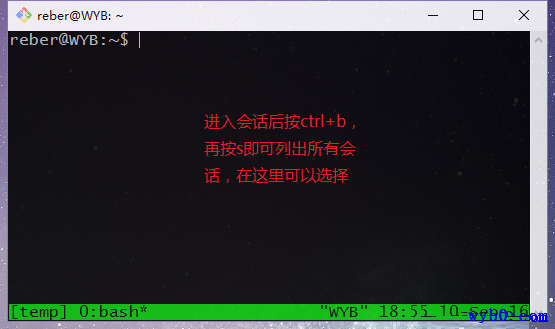 reber@WYB: ~
reber@WYB:~$
进入会话后按ctrl+b，
再按s即可列出所有会
话，在这里可以选择
[temp] 0:bash* "WYB" 18:55 10-Sep-16
wyb0.com